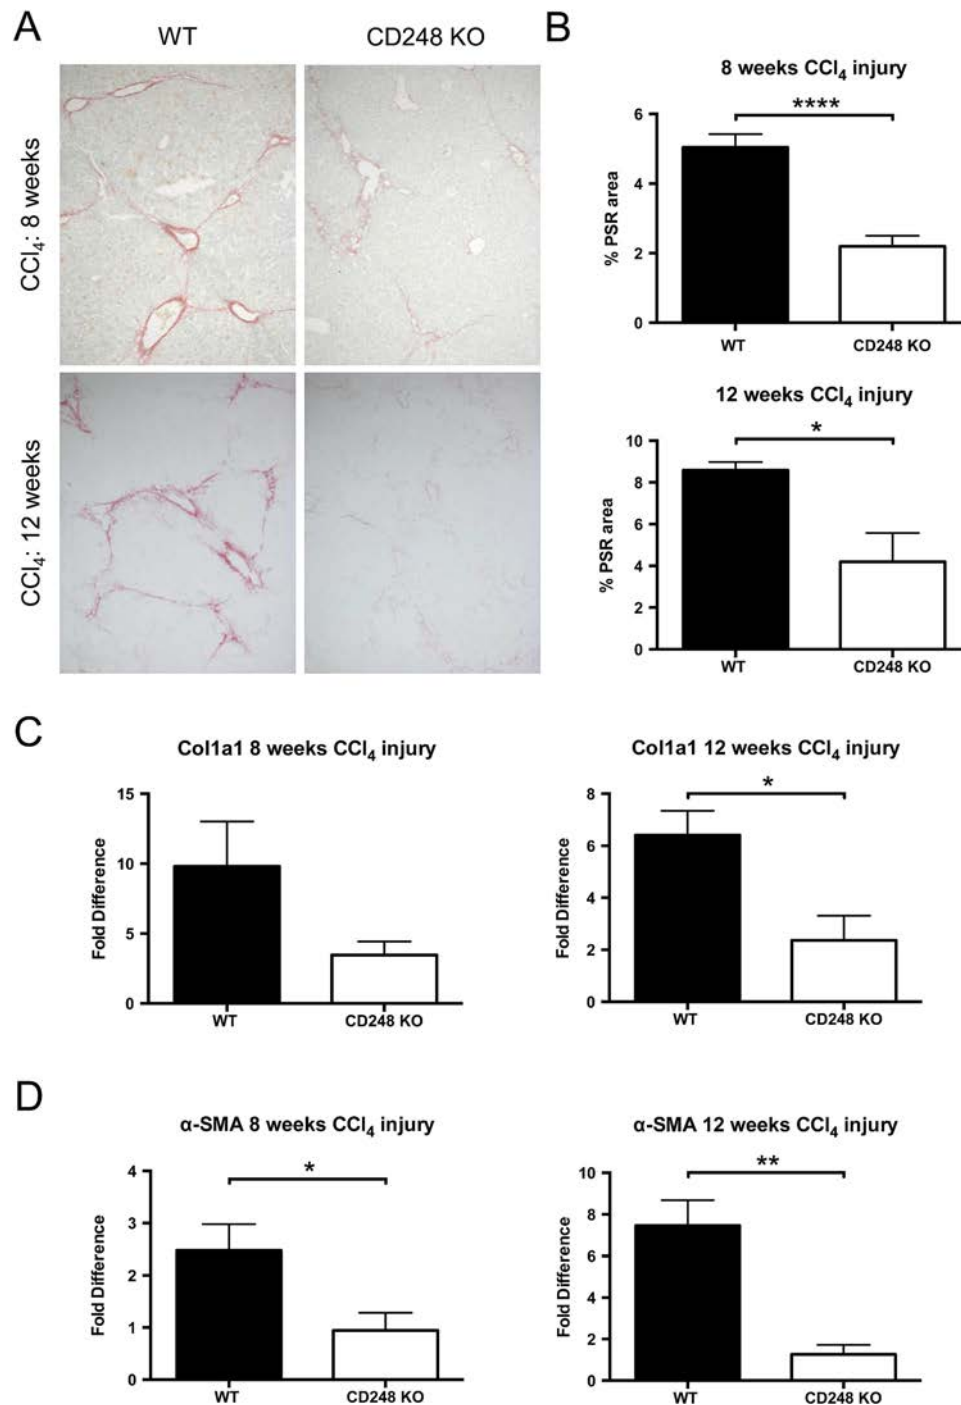 A
WT
CD248 KO
CCl₄: 8 weeks
CCl₄: 12 weeks
B
8 weeks CCl₄ injury
****
% PSR area
6
4
2
0
WT
CD248 KO
12 weeks CCl₄ injury
*
% PSR area
10
8
6
4
2
0
WT
CD248 KO
C
Col1a1 8 weeks CCl₄ injury
Fold Difference
15
10
5
0
WT
CD248 KO
Col1a1 12 weeks CCl₄ injury
*
Fold Difference
8
6
4
2
0
WT
CD248 KO
D
α-SMA 8 weeks CCl₄ injury
*
Fold Difference
4
3
2
1
0
WT
CD248 KO
α-SMA 12 weeks CCl₄ injury
**
Fold Difference
10
8
6
4
2
0
WT
CD248 KO